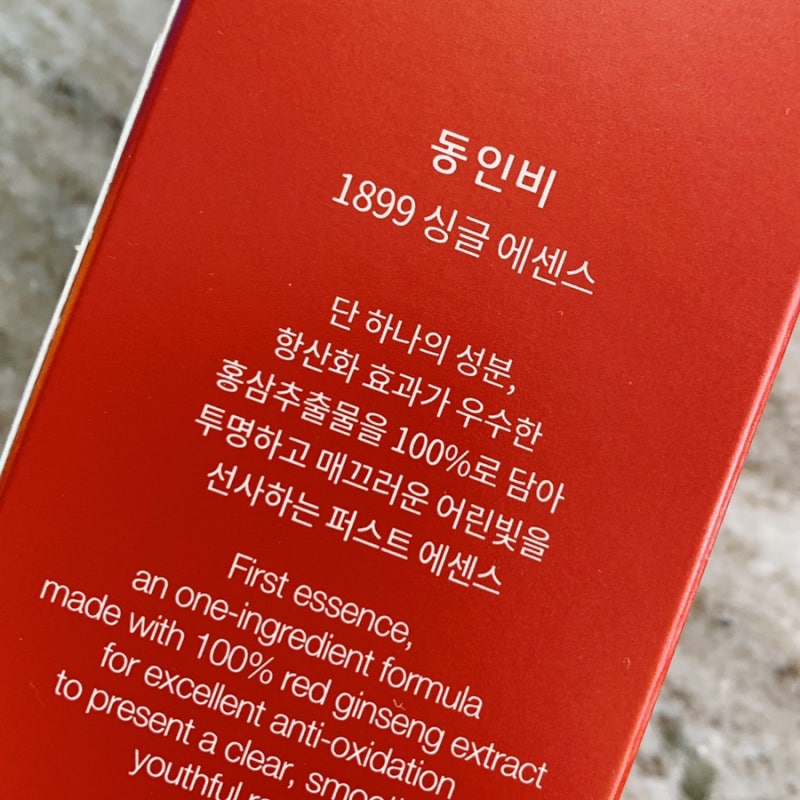 동인비
1899 싱글 에센스
단 하나의 성분,
항산화 효과가 우수한
홍삼추출물을 100%로 담아
투명하고 매끄러운 어린빛을
선사하는 퍼스트 에센스
First essence,
an one-ingredient formula
made with 100% red ginseng extract
for excellent anti-oxidation
to present a clear,
youthful